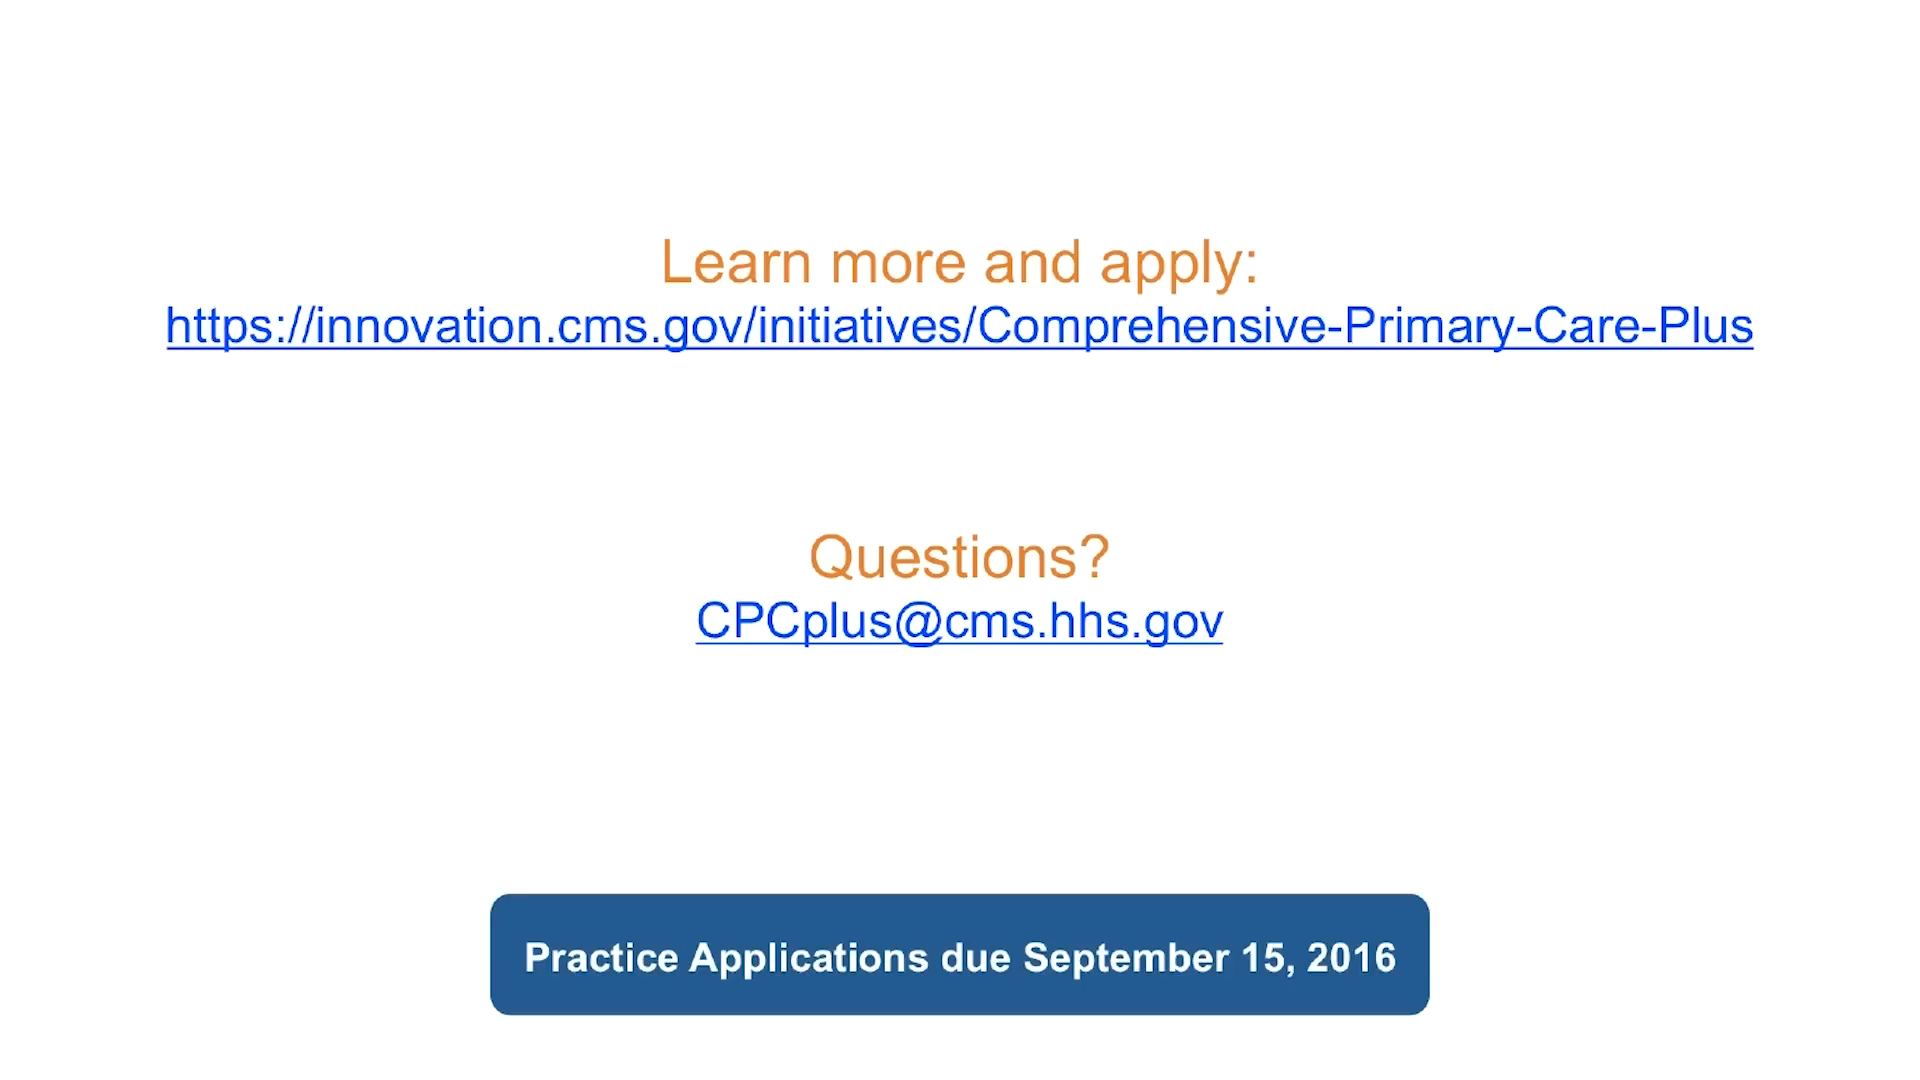 Learn more and apply:
https://innovation.cms.gov/initiatives/Comprehensive-Primary-Care-Plus
Questions?
CPCplus@cms.hhs.gov
Practice Applications due September 15, 2016